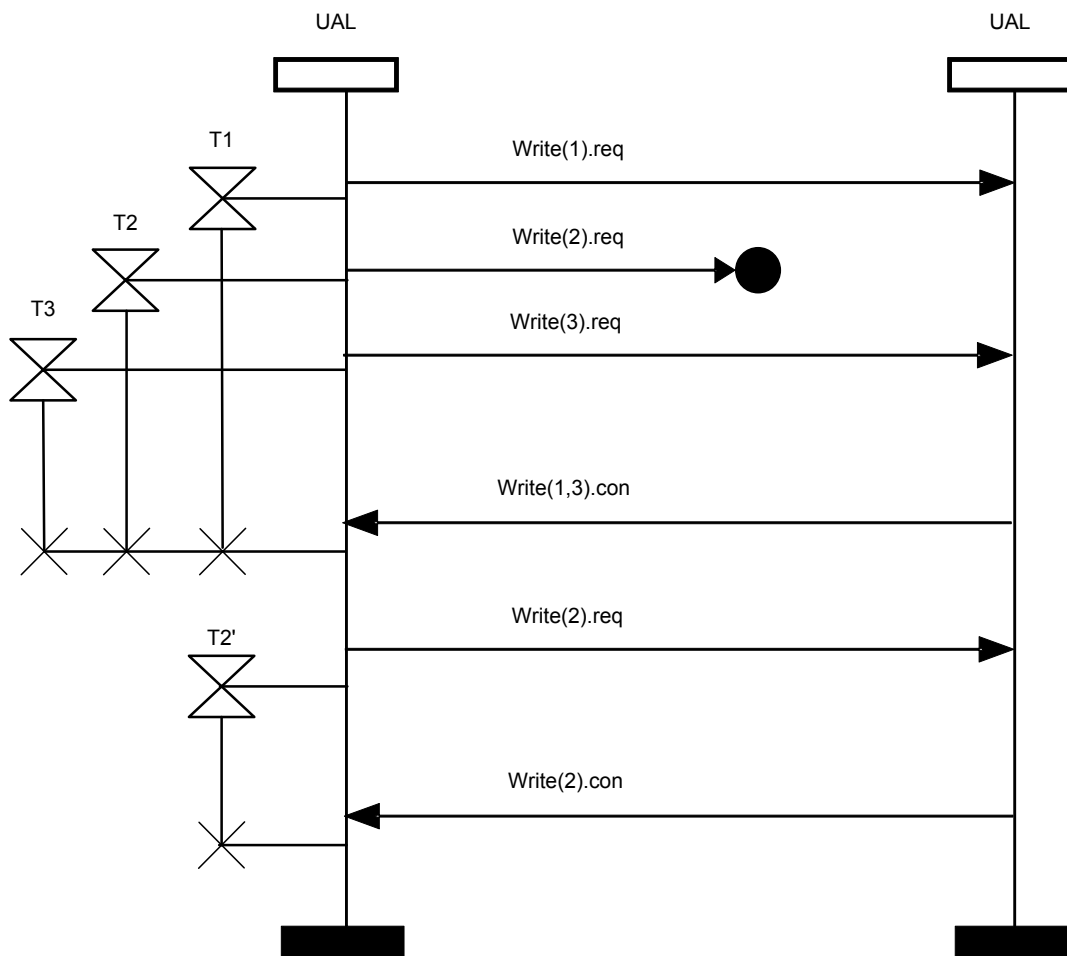 UAL
UAL
T1
Write(1).req
T2
Write(2).req
T3
Write(3).req
Write(1,3).con
Write(2).req
T2'
Write(2).con